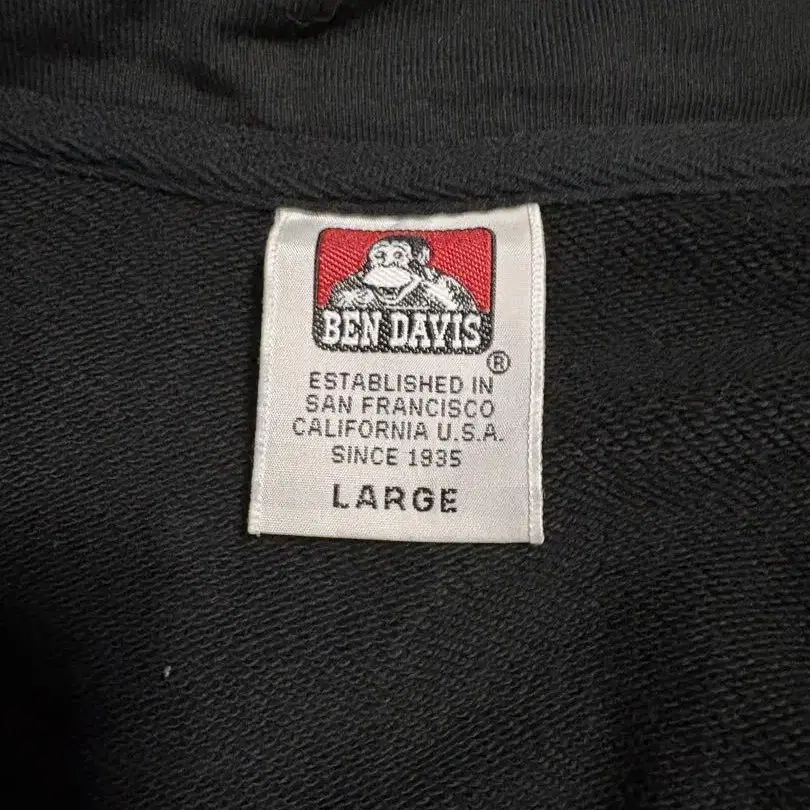 BEN DAVIS
®
ESTABLISHED IN
SAN FRANCISCO
CALIFORNIA U.S.A.
SINCE 1935
LARGE